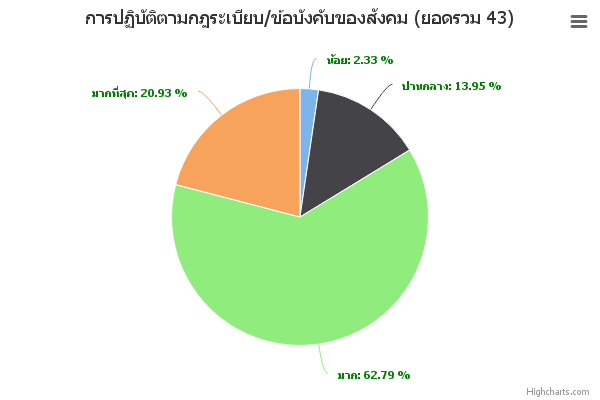 การปฏิบัติตามกฎระเบียบ/ข้อบังคับของสังคม (ยอดรวม 43)
น้อย: 2.33 %
ปานกลาง: 13.95 %
มากที่สุด: 20.93 %
มาก: 62.79 %
Highcharts.com